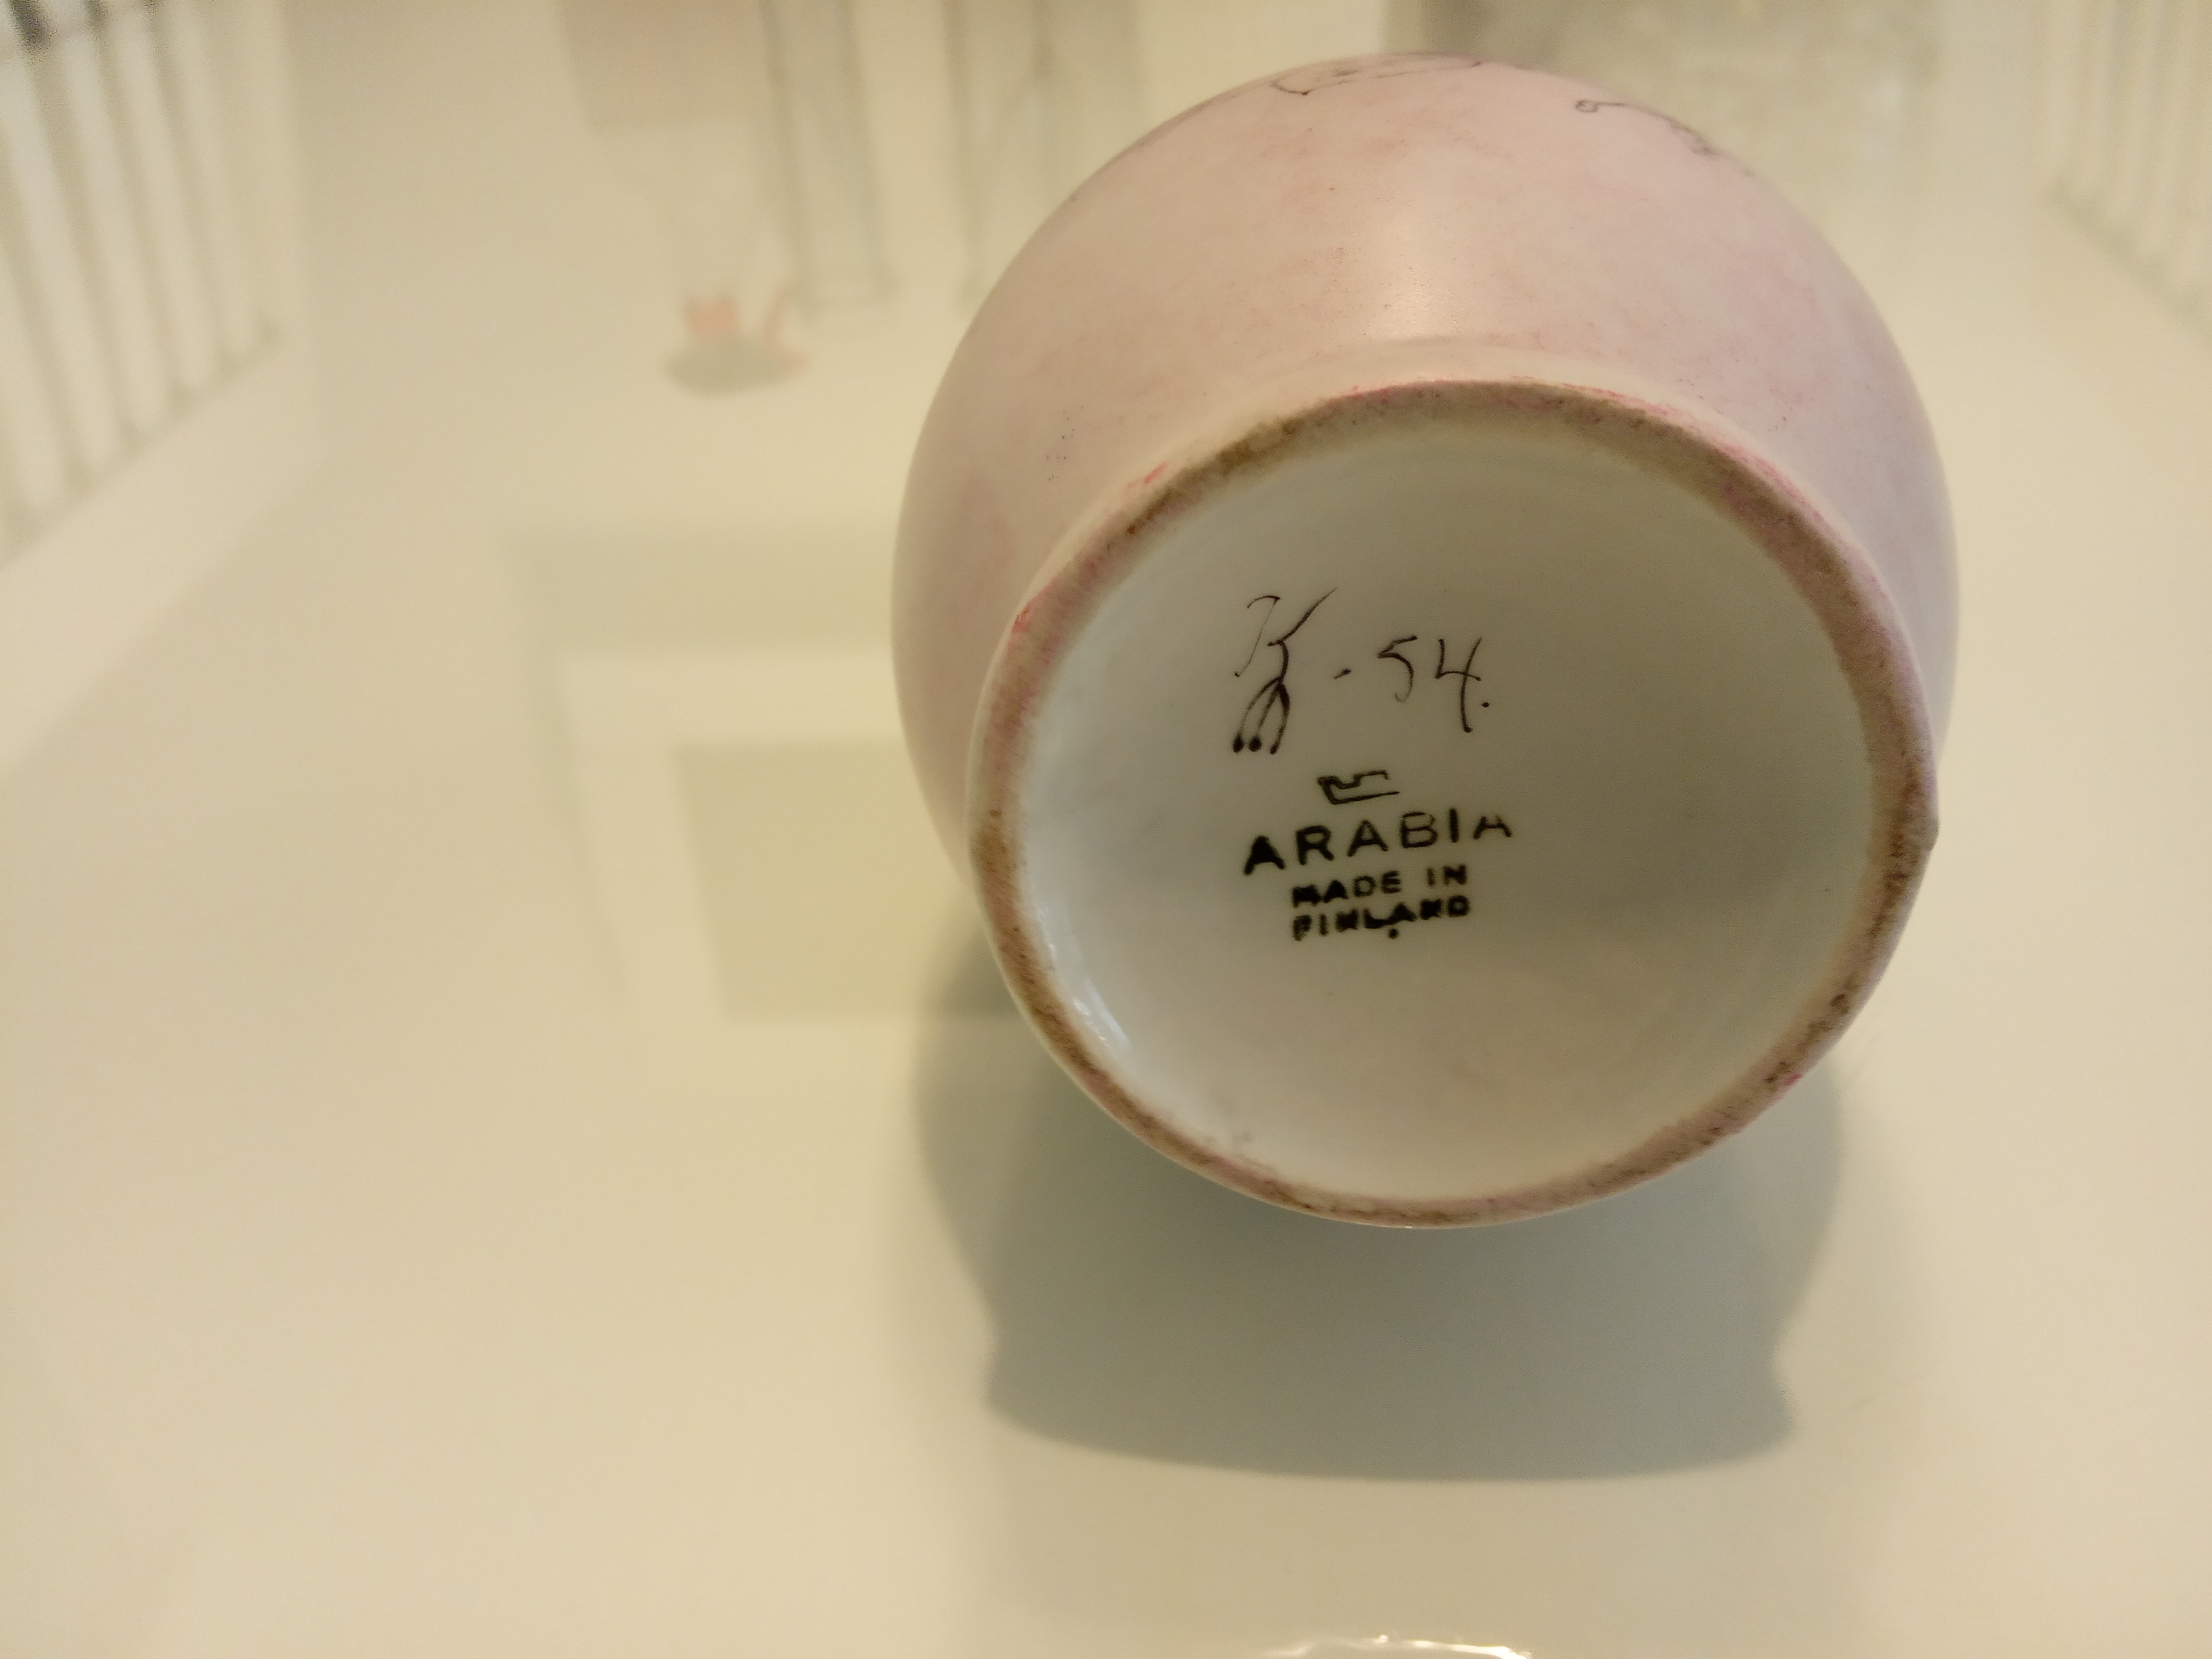 K - 54.
ARABIA
MADE IN
FINLAND